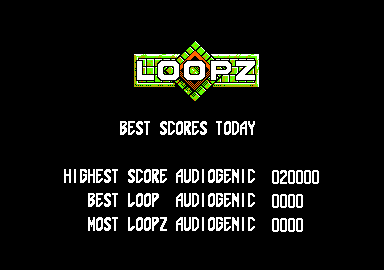 LOOPZ
BEST SCORES TODAY
HIGHEST SCORE AUDIOGENIC 020000
BEST LOOP AUDIOGENIC 0000
MOST LOOPZ AUDIOGENIC 0000